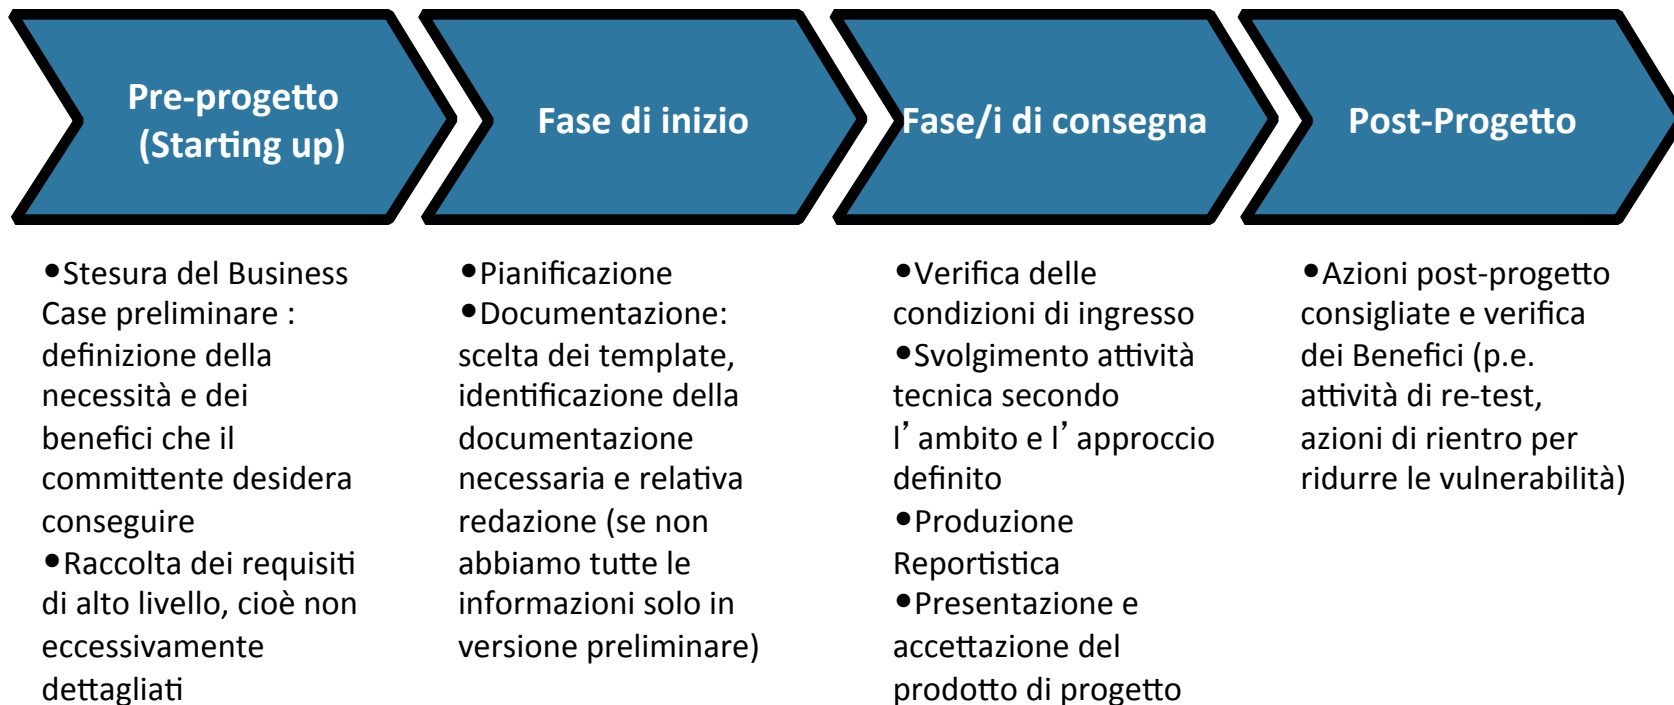 Pre-progetto
(Starting up)
Fase di inizio
Fase/i di consegna
Post-Progetto
•Stesura del Business
Case preliminare :
definizione della
necessità e dei
benefici che il
committente desidera
conseguire
•Raccolta dei requisiti
di alto livello, cioè non
eccessivamente
dettagliati
•Pianificazione
•Documentazione:
scelta dei template,
identificazione della
documentazione
necessaria e relativa
redazione (se non
abbiamo tutte le
informazioni solo in
versione preliminare)
•Verifica delle
condizioni di ingresso
•Svolgimento attività
tecnica secondo
l’ ambito e l’ approccio
definito
•Produzione
Reportistica
•Presentazione e
accettazione del
prodotto di progetto
•Azioni post-progetto
consigliate e verifica
dei Benefici (p.e.
attività di re-test,
azioni di rientro per
ridurre le vulnerabilità)